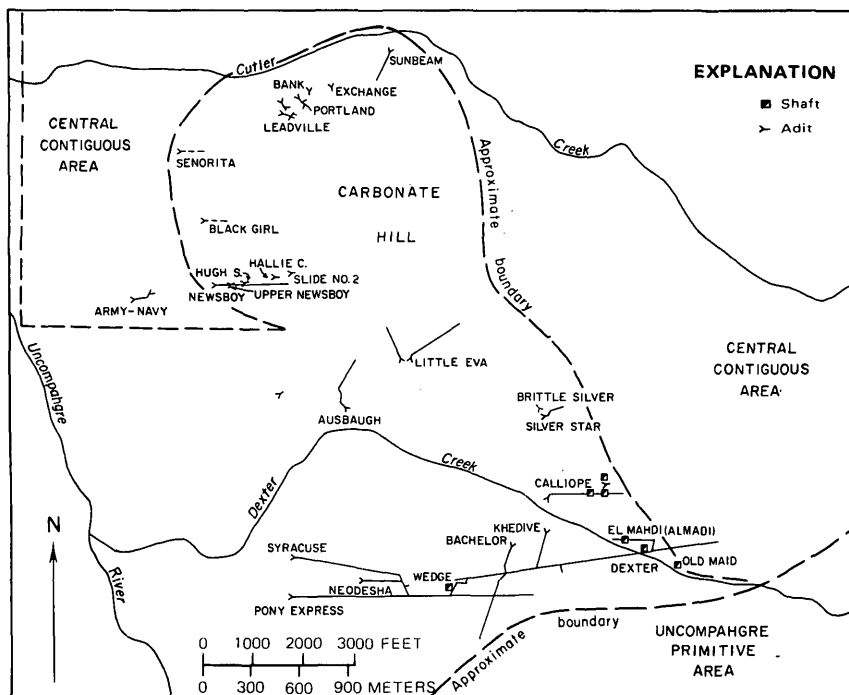 Cutler
SUNBEAM
BANK
EXCHANGE
PORTLAND
LEADVILLE
EXPLANATION
Shaft
Adit
CENTRAL
CONTIGUOUS
AREA
Creek
SENORITA
Approximate
boundary
CARBONATE
HILL
BLACK GIRL
HALLIE C.
HUGH S.
SLIDE NO. 2
NEWSBOY
UPPER NEWSBOY
ARMY-NAVY
Uncompahgre
River
LITTLE EVA
CENTRAL
CONTIGUOUS
AREA
BRITTLE SILVER
SILVER STAR
AUSBAUGH
Dexter
Creek
CALLIOPE
N
KHEDIVE
BACHELOR
EL MAHDI (ALMADI)
SYRACUSE
WEDGE
DEXTER
OLD MAID
NEODESHA
PONY EXPRESS
Approximate
boundary
UNCOMPAHGRE
PRIMITIVE
AREA
0 1000 2000 3000 FEET
0 300 600 900 METERS